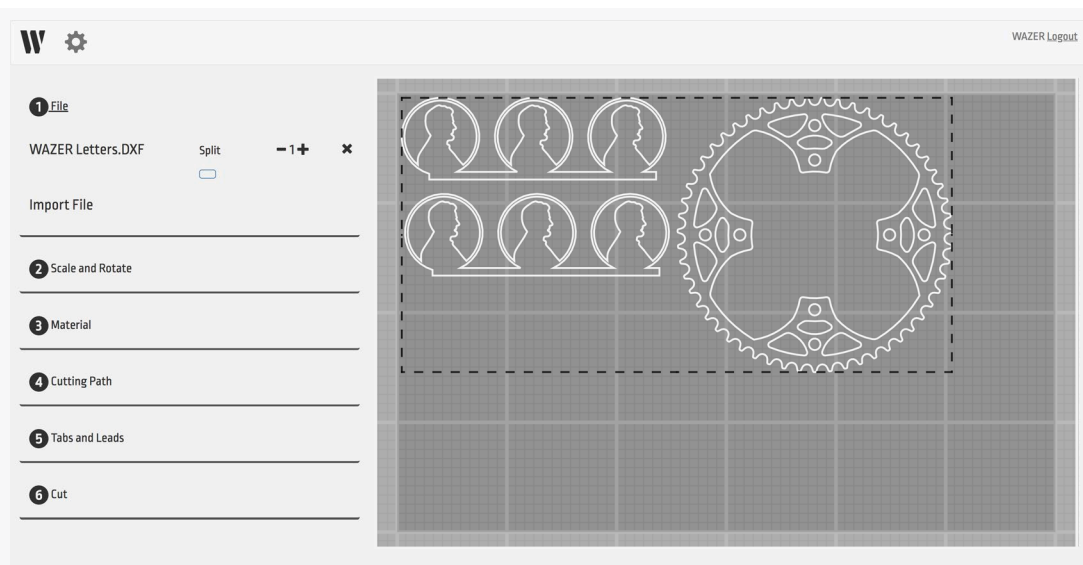 W
WAZER Logout
1 File
WAZER Letters.DXF Split 1
Import File
2 Scale and Rotate
3 Material
4 Cutting Path
5 Tabs and Leads
6 Cut